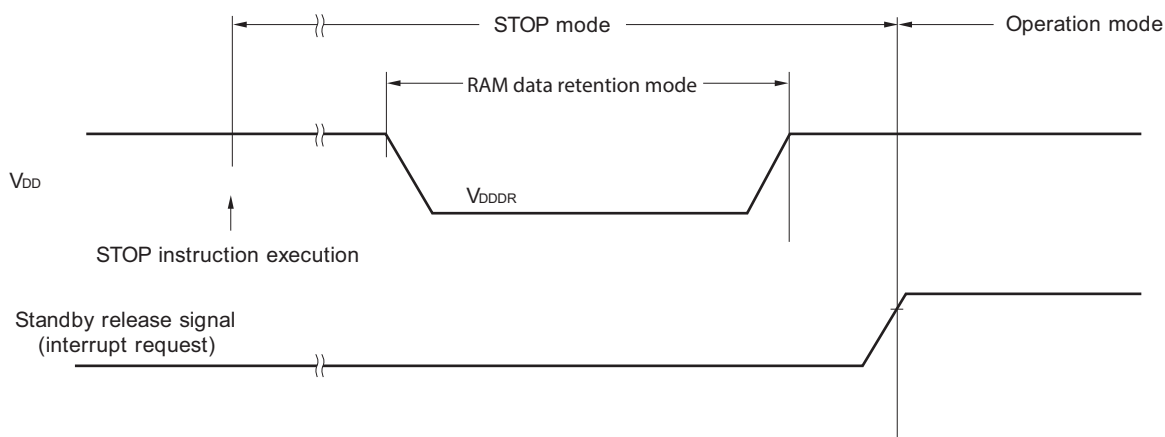 STOP mode
Operation mode
RAM data retention mode
VDD
VDDDR
STOP instruction execution
Standby release signal
(interrupt request)